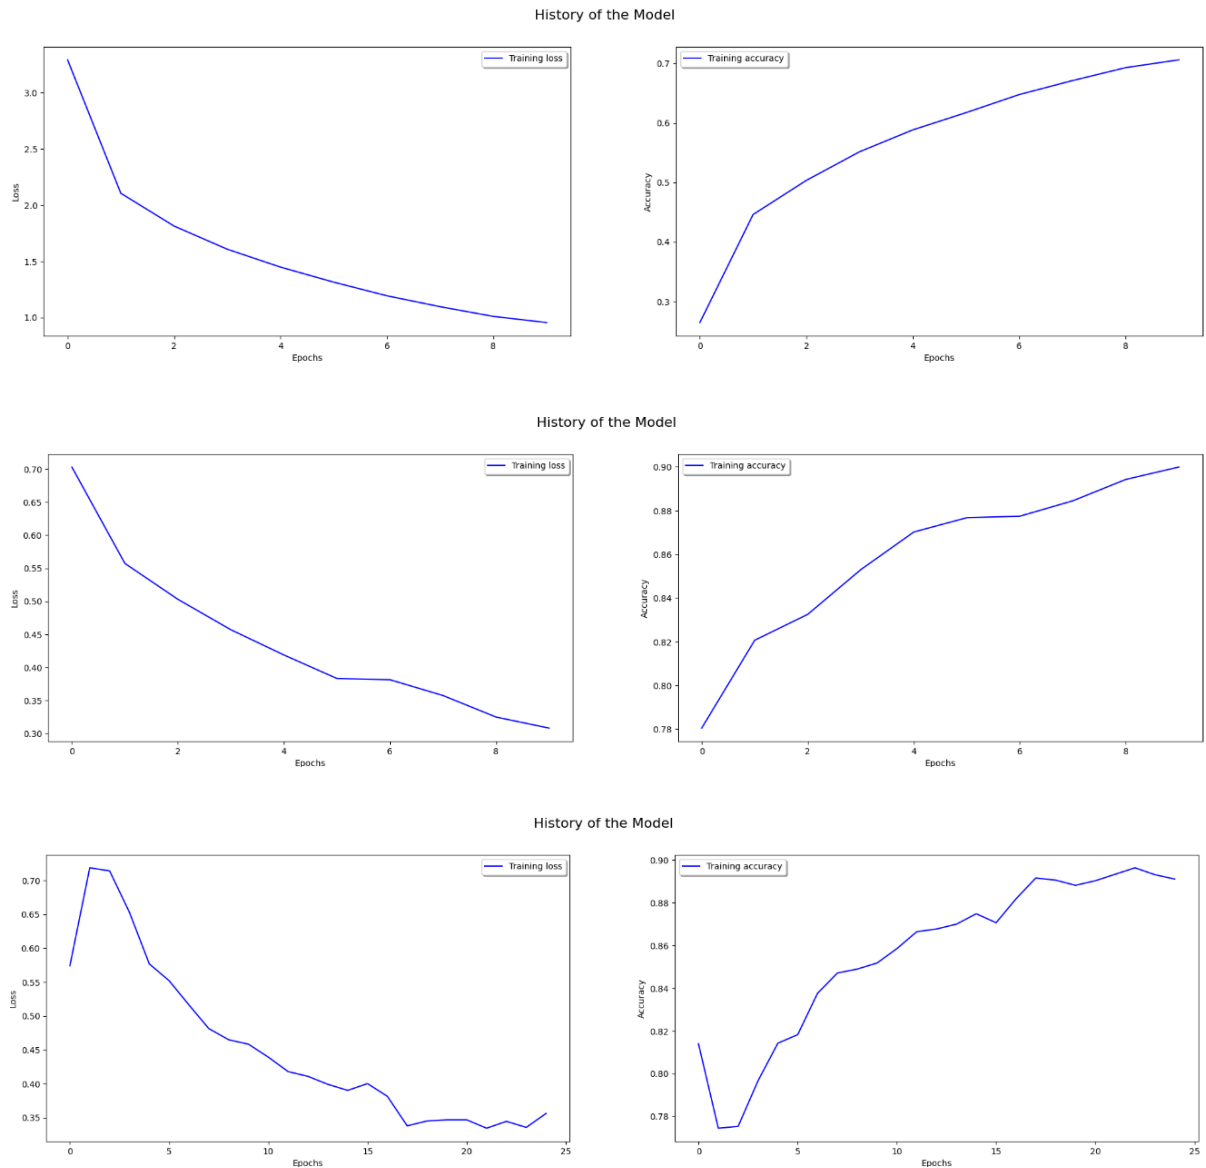 History of the Model
Training loss
3.0
2.5
2.0
1.5
1.0
Loss
0 2 4 6 8
Epochs
Training accuracy
0.7
0.6
0.5
0.4
0.3
Accuracy
0 2 4 6 8
Epochs
History of the Model
Training loss
0.70
0.65
0.60
0.55
0.50
0.45
0.40
0.35
0.30
Loss
0 2 4 6 8
Epochs
Training accuracy
0.90
0.88
0.86
0.84
0.82
0.80
0.78
Accuracy
0 2 4 6 8
Epochs
History of the Model
Training loss
0.70
0.65
0.60
0.55
0.50
0.45
0.40
0.35
Loss
0 5 10 15 20 25
Epochs
Training accuracy
0.90
0.88
0.86
0.84
0.82
0.80
0.78
Accuracy
0 5 10 15 20 25
Epochs